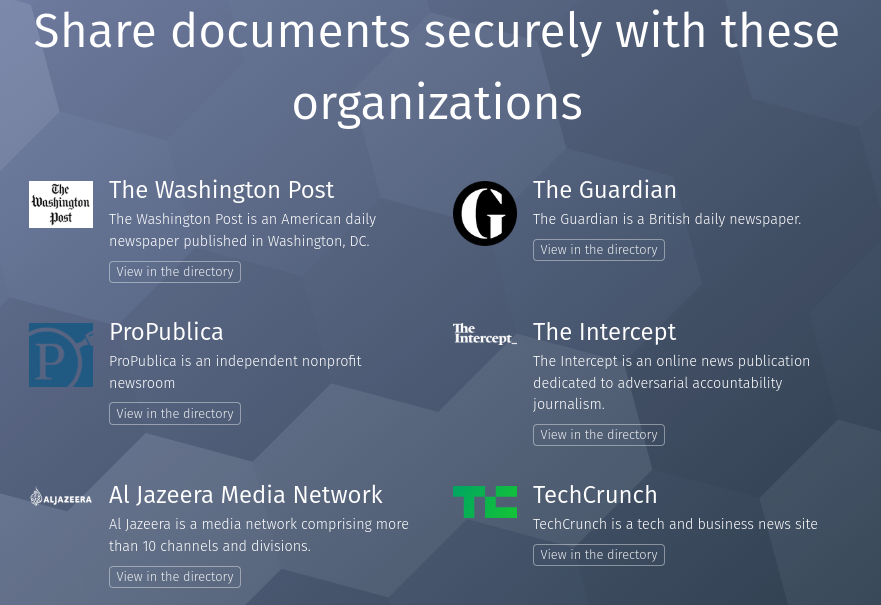 Share documents securely with these
organizations
The
Washington
Post
The Washington Post
The Washington Post is an American daily
newspaper published in Washington, DC.
View in the directory
G
The Guardian
The Guardian is a British daily newspaper.
View in the directory
P
ProPublica
ProPublica is an independent nonprofit
newsroom
View in the directory
The
Intercept_
The Intercept
The Intercept is an online news publication
dedicated to adversarial accountability
journalism.
View in the directory
ALJAZEERA
Al Jazeera Media Network
Al Jazeera is a media network comprising more
than 10 channels and divisions.
View in the directory
TC
TechCrunch
TechCrunch is a tech and business news site
View in the directory